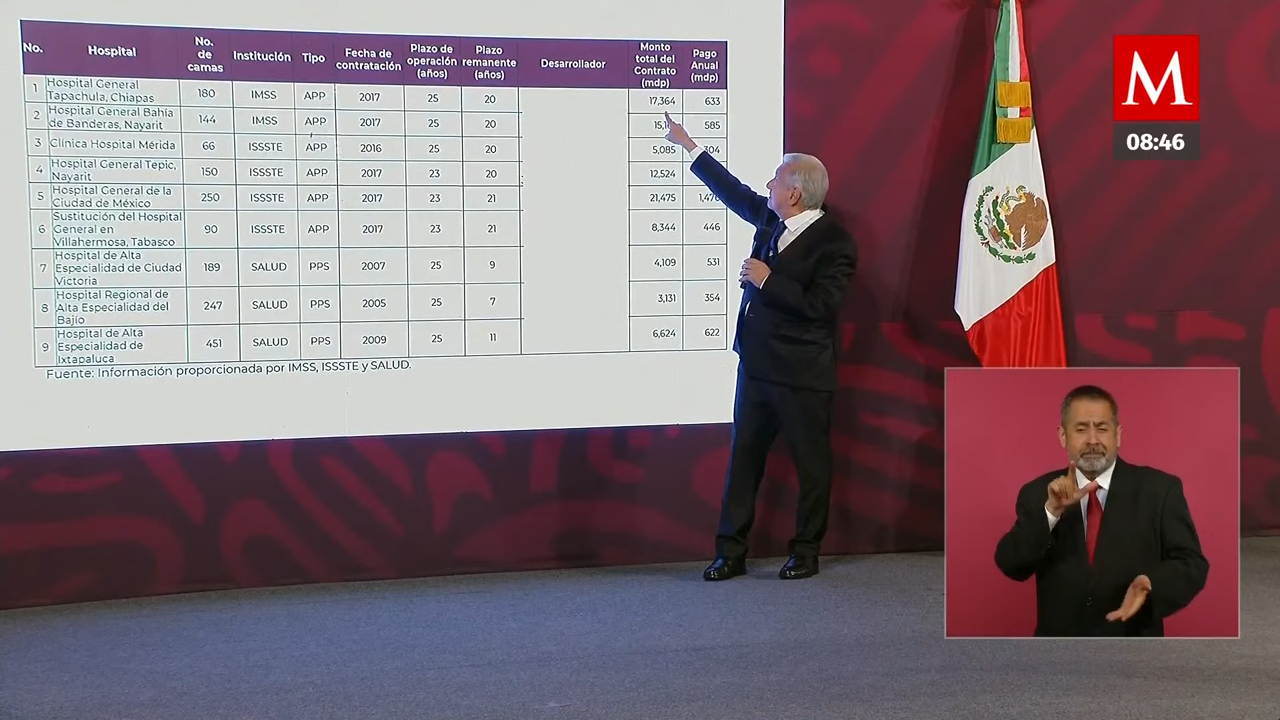 No.
Hospital
No.
de
camas
Institución
Tipo
Fecha de
contratación
Plazo de
operación
(años)
Plazo
remanente
(años)
Desarrollador
Monto
total del
Contrato
(mdp)
Pago
Anual
(mdp)
1
Hospital General
Tapachula, Chiapas
180
IMSS
APP
2017
25
20
17,364
633
2
Hospital General Bahía
de Banderas, Nayarit
144
IMSS
APP
2017
25
20
585
3
Clínica Hospital Mérida
66
ISSSTE
APP
2016
25
20
5,085
304
4
Hospital General Tepic,
Nayarit
150
ISSSTE
APP
2017
23
20
12,524
5
Hospital General de la
Ciudad de México
250
ISSSTE
APP
2017
23
21
21,475
6
Sustitución del Hospital
General en
Villahermosa, Tabasco
90
ISSSTE
APP
2017
23
21
8,344
446
7
Hospital de Alta
Especialidad de Ciudad
Victoria
189
SALUD
PPS
2007
25
9
4,109
531
8
Hospital Regional de
Alta Especialidad del
Bajío
247
SALUD
PPS
2005
25
7
3,131
354
9
Hospital de Alta
Especialidad de
Ixtapaluca
451
SALUD
PPS
2009
25
11
6,624
622
Fuente: Información proporcionada por IMSS, ISSSTE y SALUD.
M
08:46